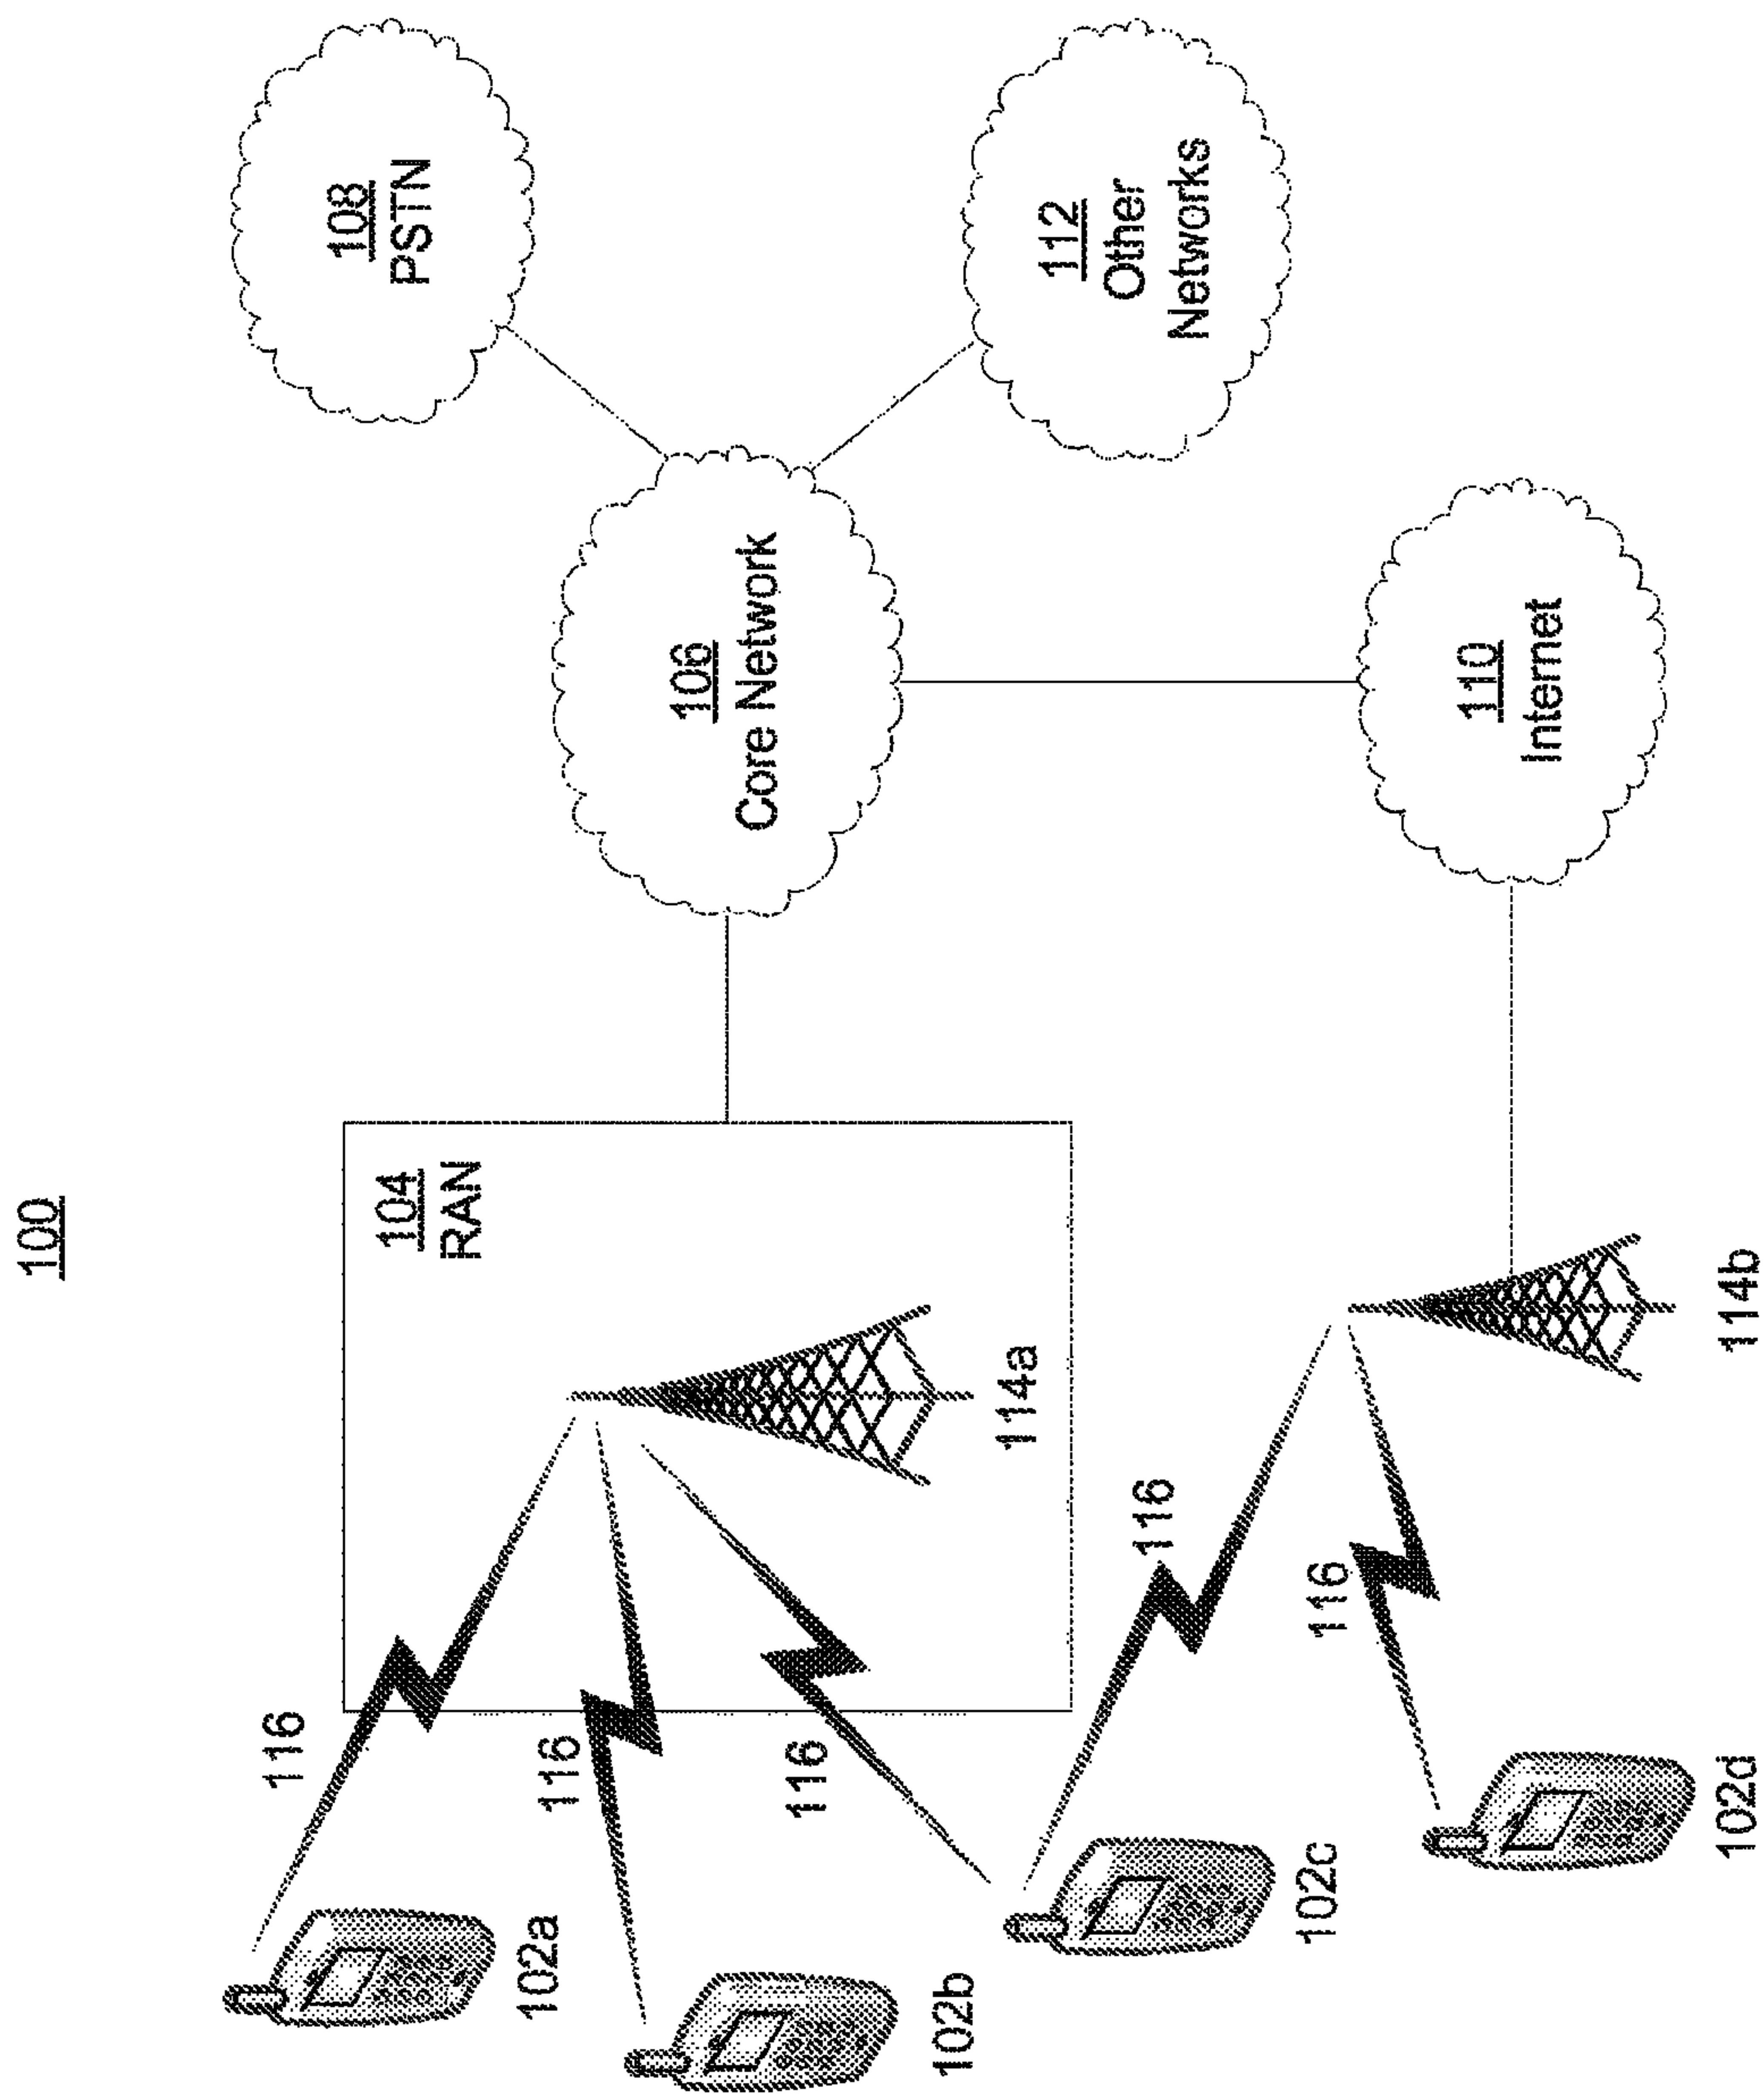 100
108
PSTN
104
RAN
106
Core Network
112
Other
Networks
116
114a
102a
116
116
102b
110
Internet
116
102c
116
114b
102d